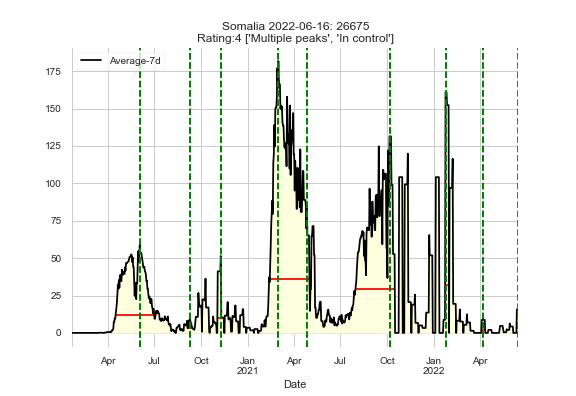 Somalia 2022-06-16: 26675
Rating:4 ['Multiple peaks', 'In control']
Average-7d
175
150
125
100
75
50
25
0
Apr Jul Oct Jan Apr Jul Oct Jan Apr
2021 2022
Date